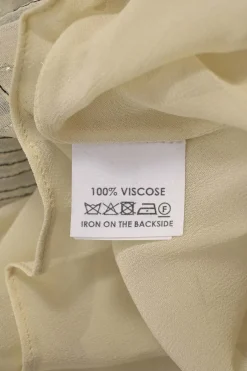 100% VISCOSE
F
IRON ON THE BACKSIDE